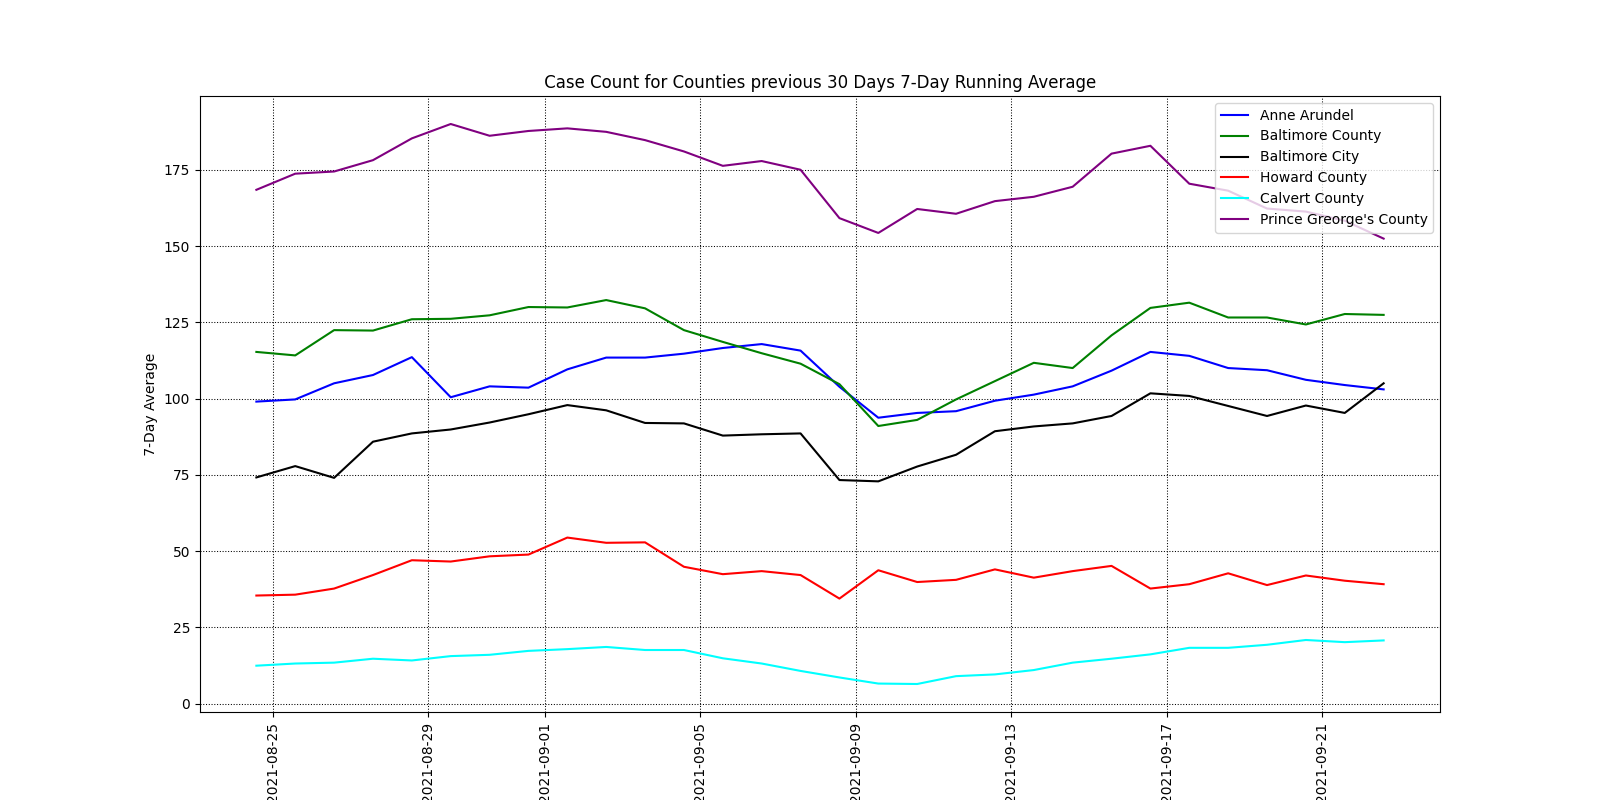 Case Count for Counties previous 30 Days 7-Day Running Average
Anne Arundel
Baltimore County
Baltimore City
Howard County
Calvert County
Prince Greorge's County
7-Day Average
175
150
125
100
75
50
25
0
2021-08-25
2021-08-29
2021-09-01
2021-09-05
2021-09-09
2021-09-13
2021-09-17
2021-09-21